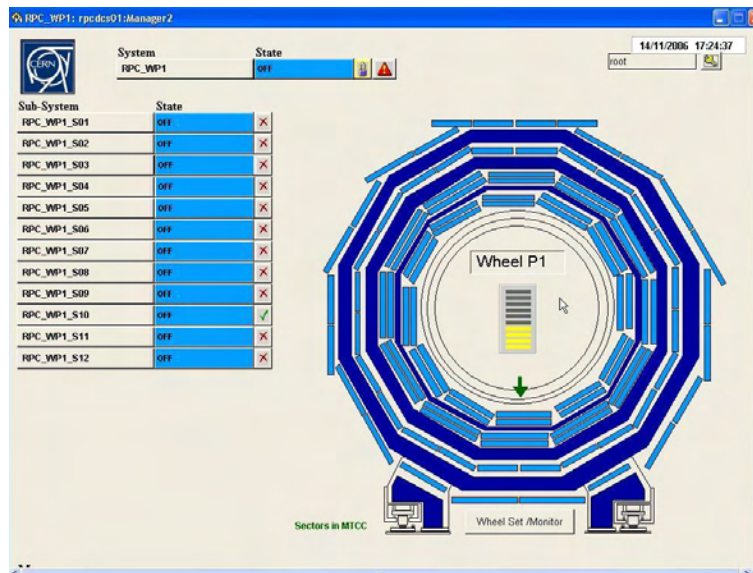 RPC_WP1: rpcdcs01:Manager2
14/11/2006 17:24:37
CERN
System State
RPC_WP1 OFF
root
Sub-System State
RPC_WP1_S01 OFF
RPC_WP1_S02 OFF
RPC_WP1_S03 OFF
RPC_WP1_S04 OFF
RPC_WP1_S05 OFF
RPC_WP1_S06 OFF
RPC_WP1_S07 OFF
RPC_WP1_S08 OFF
RPC_WP1_S09 OFF
RPC_WP1_S10 OFF
RPC_WP1_S11 OFF
RPC_WP1_S12 OFF
Wheel P1
Sectors in MTCC
Wheel Set /Monitor